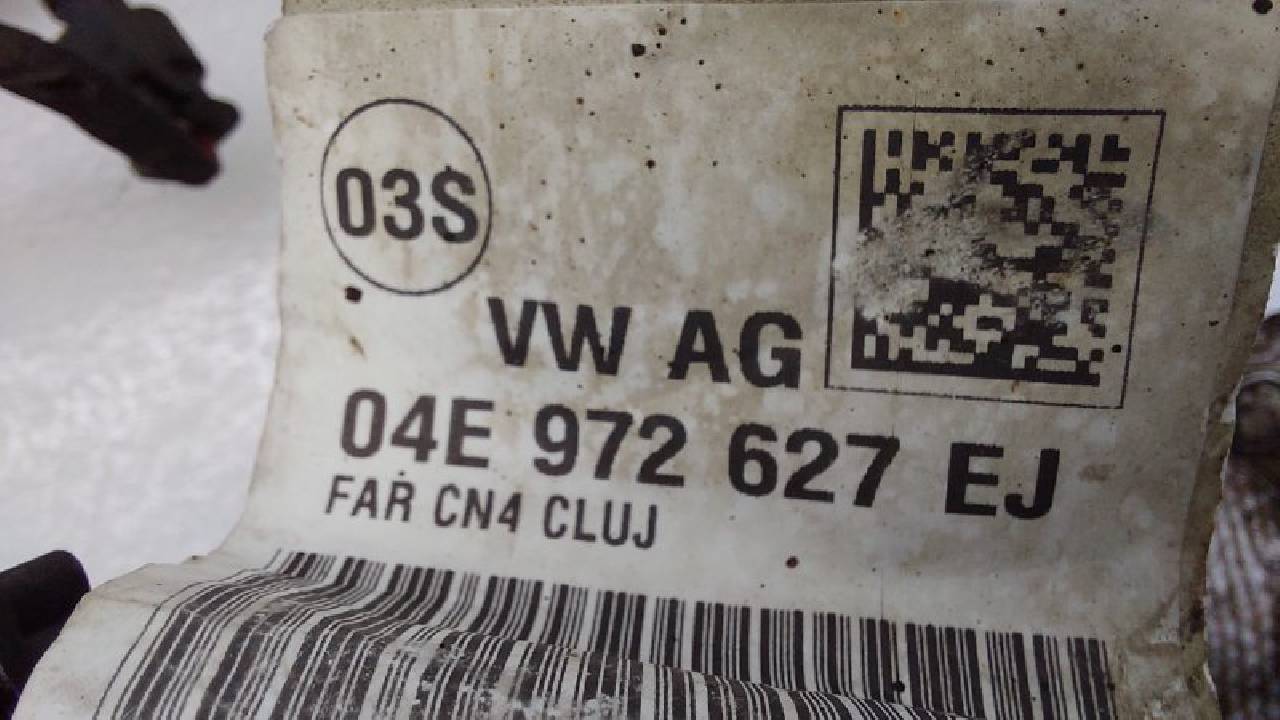 03S
VW AG
04E 972 627 EJ
FAR CN4 CLUJ